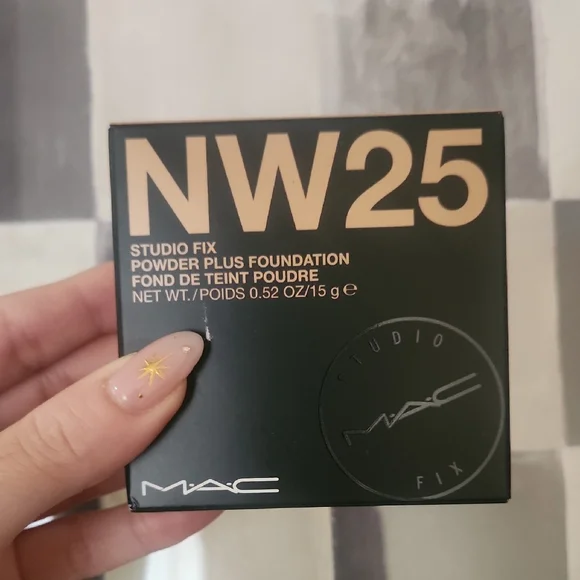 NW25
STUDIO FIX
POWDER PLUS FOUNDATION
FOND DE TEINT POUDRE
NET WT./POIDS 0.52 OZ/15 g ℮
STUDIO
M·A·C
FIX
M·A·C